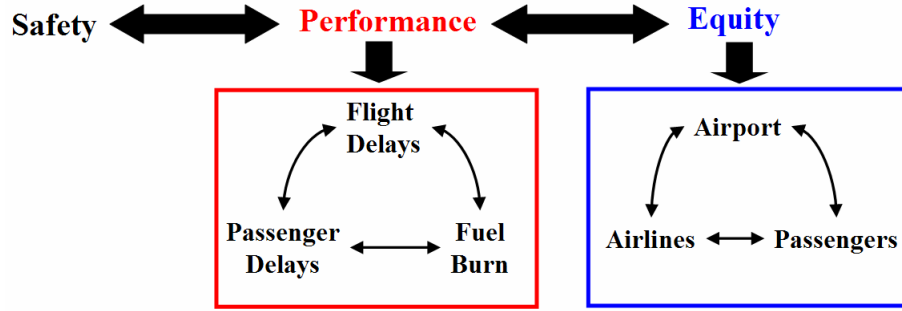 Safety
Performance
Equity
Flight
Delays
Passenger
Delays
Fuel
Burn
Airport
Airlines
Passengers